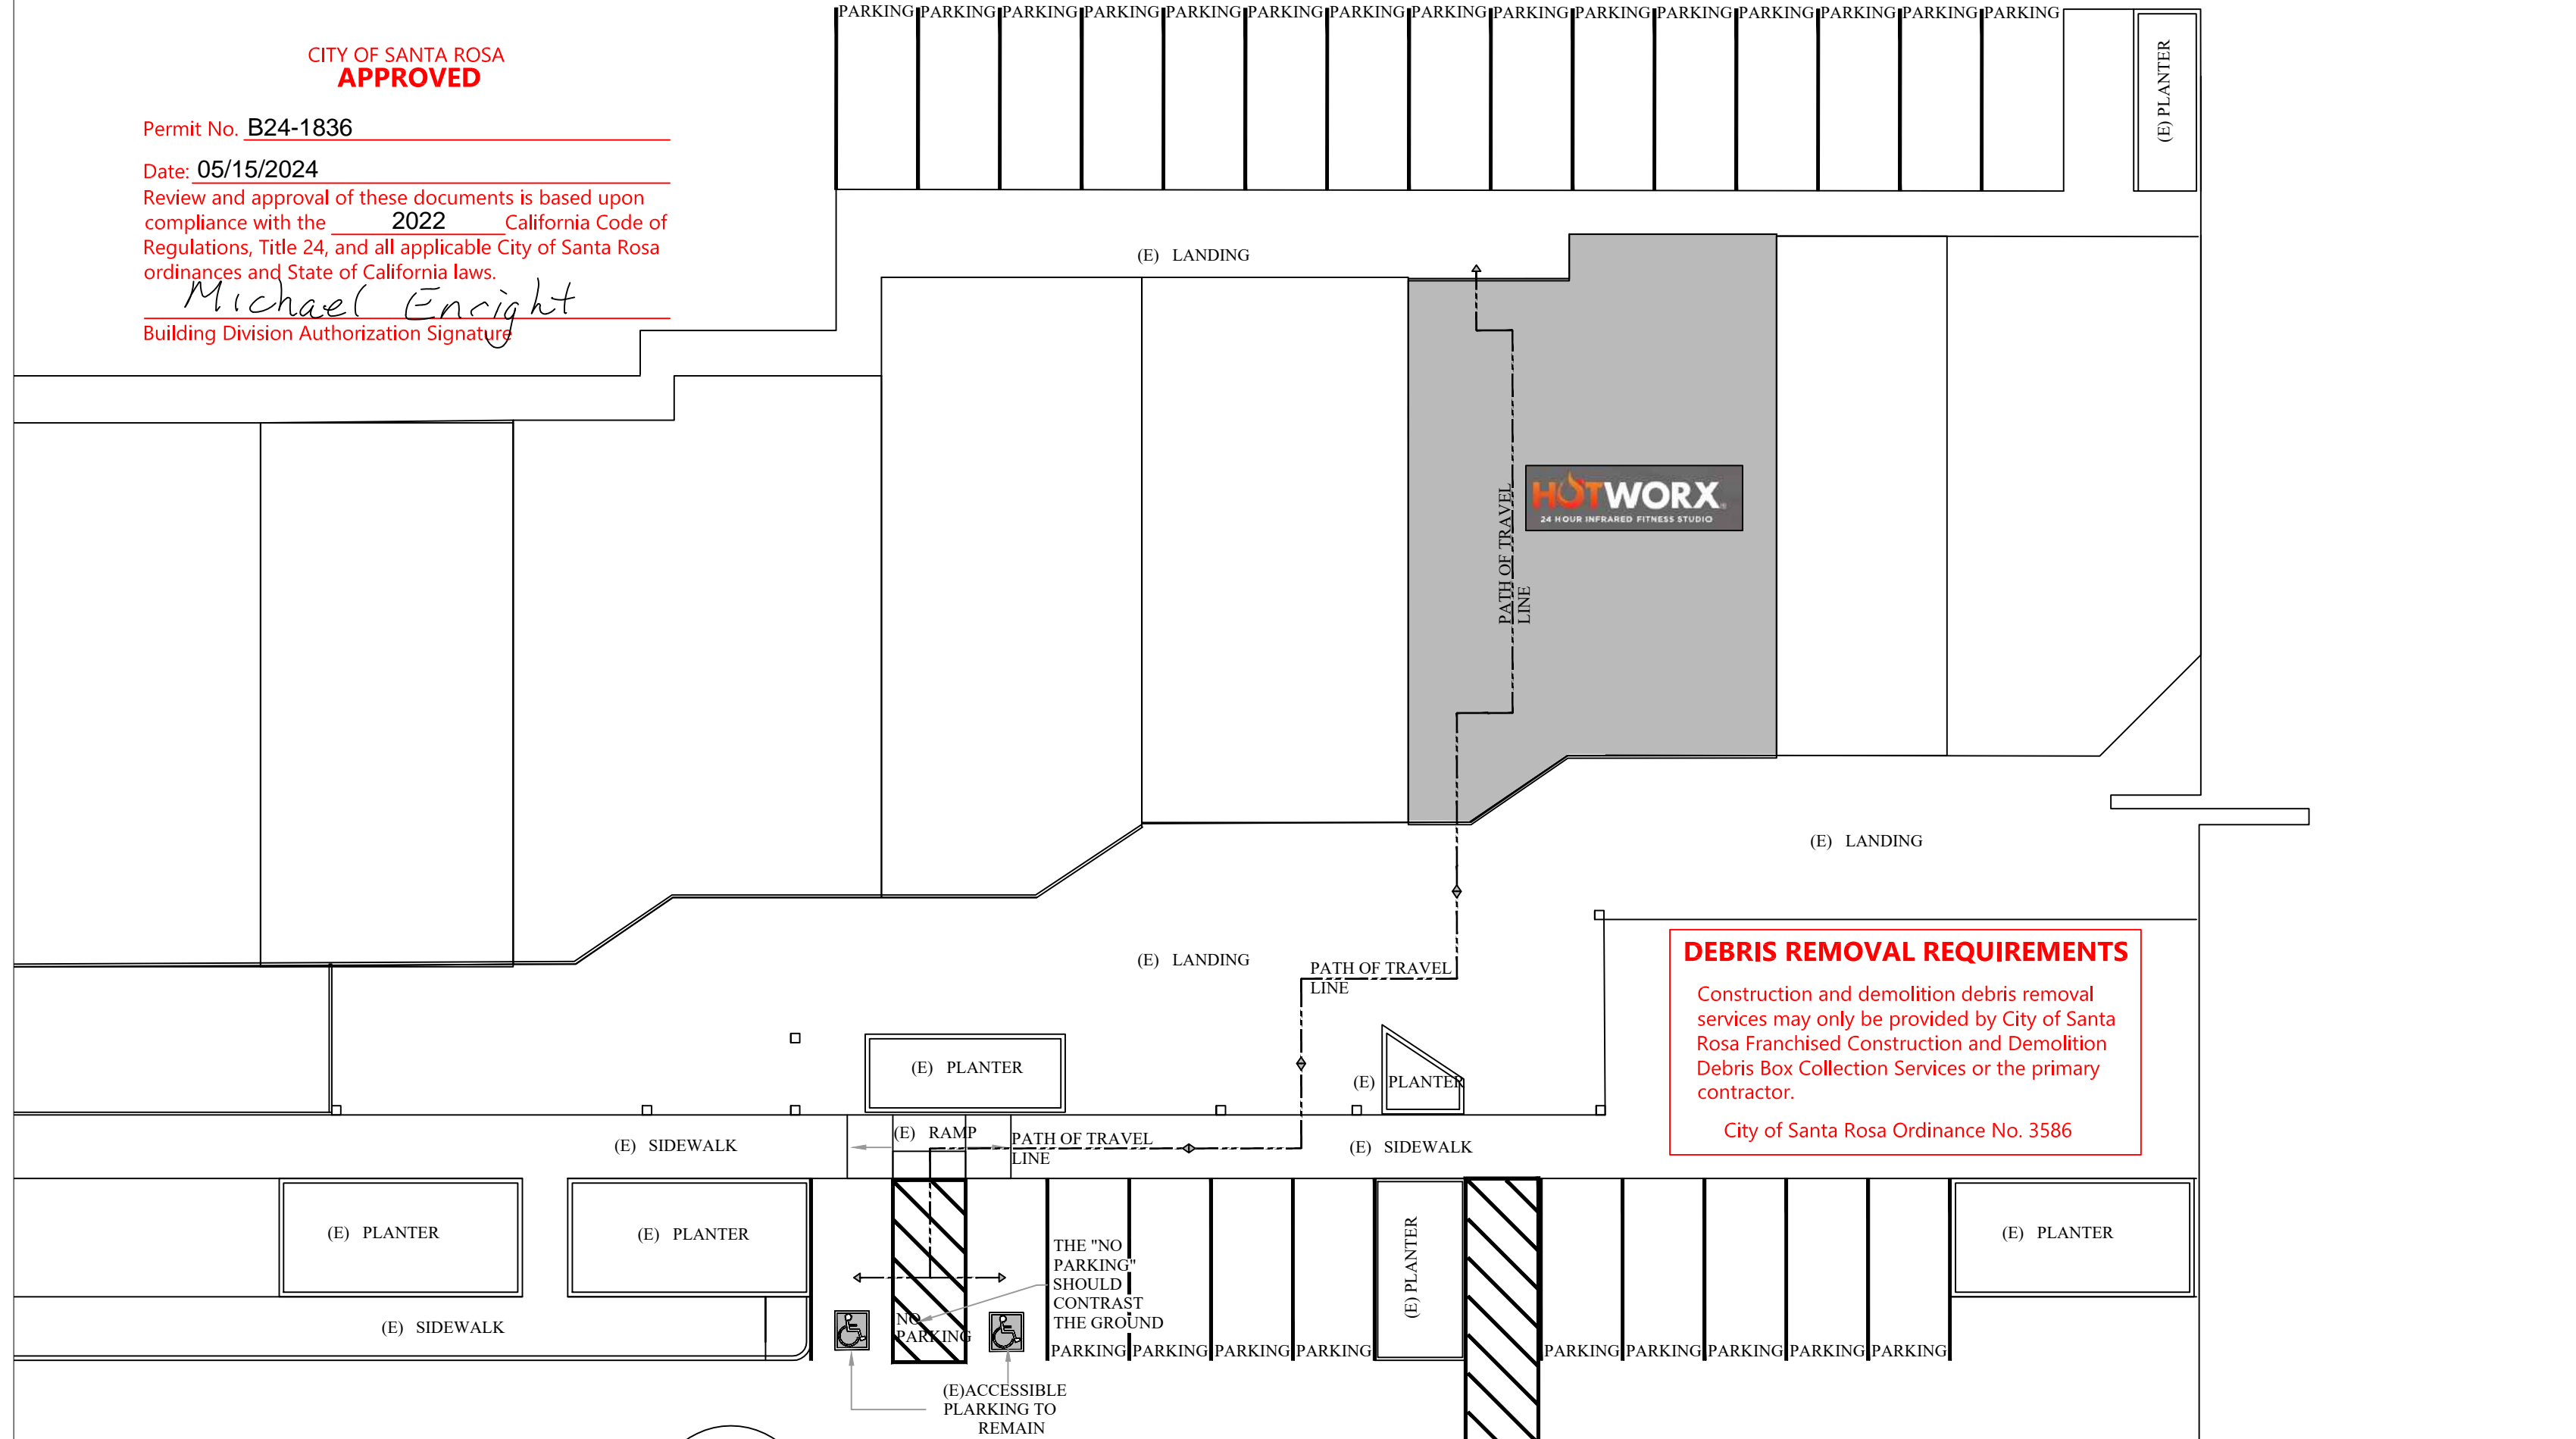 PARKING PARKING PARKING PARKING PARKING PARKING PARKING PARKING PARKING PARKING PARKING PARKING PARKING PARKING PARKING
(E) PLANTER
CITY OF SANTA ROSA
APPROVED
Permit No. B24-1836
Date: 05/15/2024
Review and approval of these documents is based upon
compliance with the 2022 California Code of
Regulations, Title 24, and all applicable City of Santa Rosa
ordinances and State of California laws.
Michael Enright
Building Division Authorization Signature
(E) LANDING
HOTWORX
24 HOUR INFRARED FITNESS STUDIO
PATH OF TRAVEL
LINE
(E) LANDING
(E) LANDING
PATH OF TRAVEL
LINE
DEBRIS REMOVAL REQUIREMENTS
Construction and demolition debris removal
services may only be provided by City of Santa
Rosa Franchised Construction and Demolition
Debris Box Collection Services or the primary
contractor.
City of Santa Rosa Ordinance No. 3586
(E) PLANTER
(E) PLANTER
(E) SIDEWALK
(E) RAMP
PATH OF TRAVEL
LINE
(E) SIDEWALK
(E) PLANTER
(E) PLANTER
THE "NO
PARKING"
SHOULD
CONTRAST
THE GROUND
(E) PLANTER
(E) PLANTER
(E) SIDEWALK
NO
PARKING
PARKING PARKING PARKING PARKING
PARKING PARKING PARKING PARKING PARKING
(E)ACCESSIBLE
PLARKING TO
REMAIN